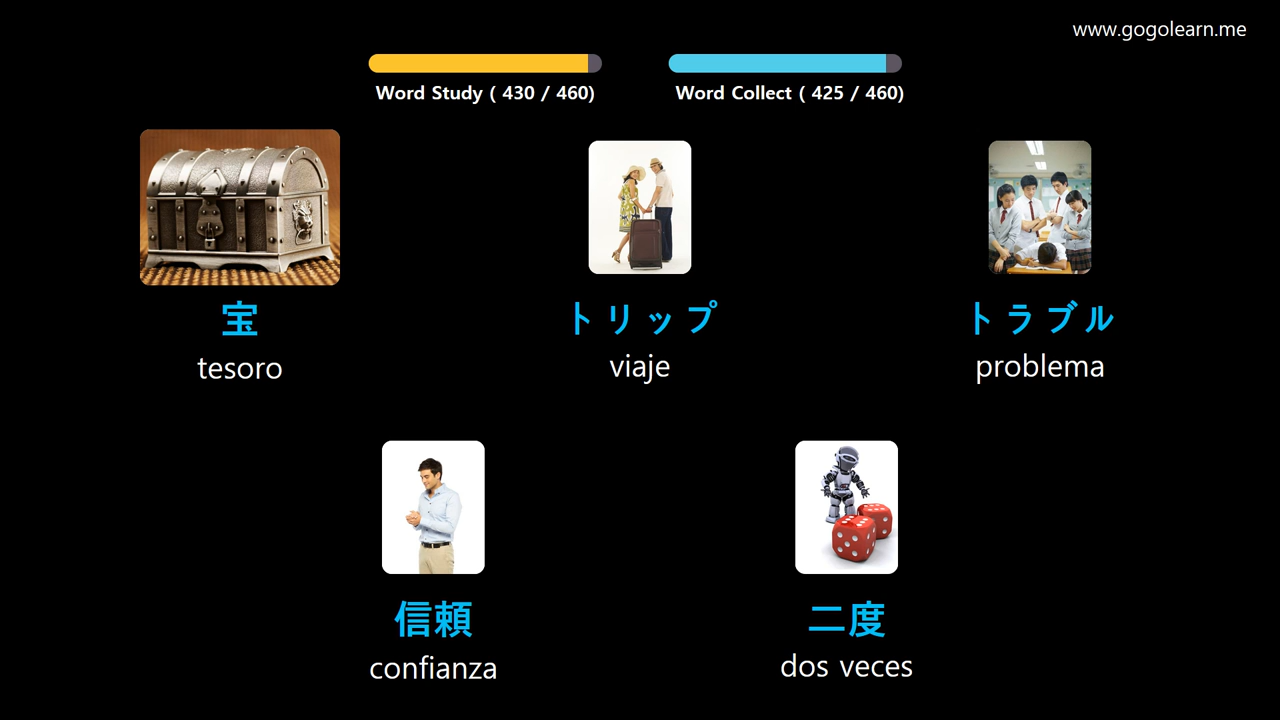 www.gogolearn.me
Word Study ( 430 / 460)
Word Collect ( 425 / 460)
宝
tesoro
トリップ
viaje
トラブル
problema
信頼
confianza
二度
dos veces